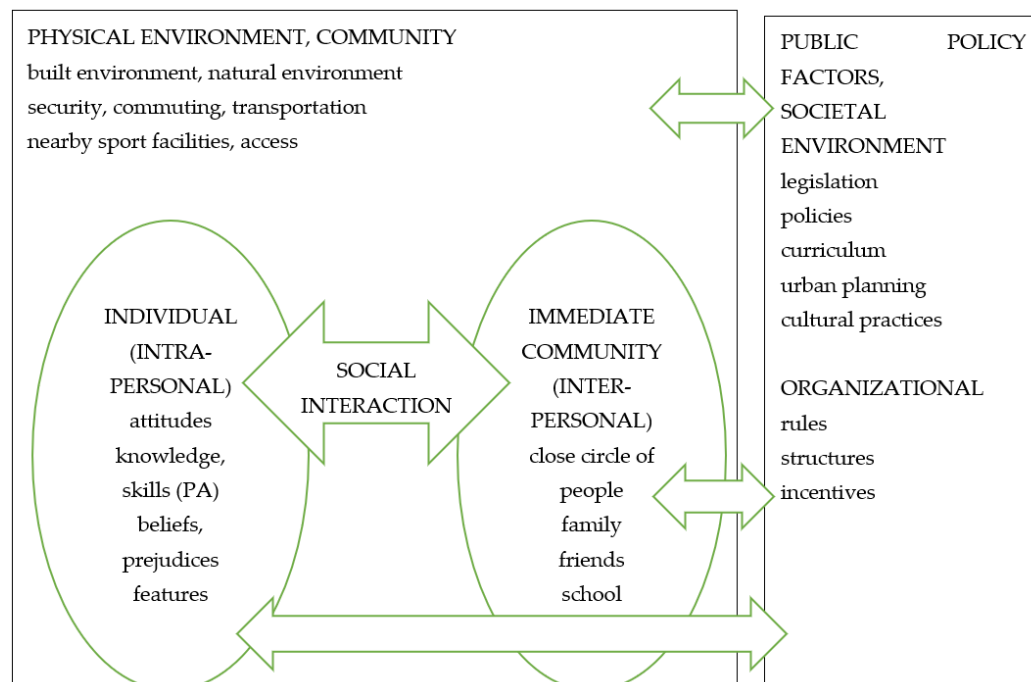 PHYSICAL ENVIRONMENT, COMMUNITY
built environment, natural environment
security, commuting, transportation
nearby sport facilities, access
INDIVIDUAL
(INTRA-
PERSONAL)
attitudes
knowledge,
skills (PA)
beliefs,
prejudices
features
SOCIAL
INTERACTION
IMMEDIATE
COMMUNITY
(INTER-
PERSONAL)
close circle of
people
family
friends
school
PUBLIC POLICY
FACTORS,
SOCIETAL
ENVIRONMENT
legislation
policies
curriculum
urban planning
cultural practices
ORGANIZATIONAL
rules
structures
incentives